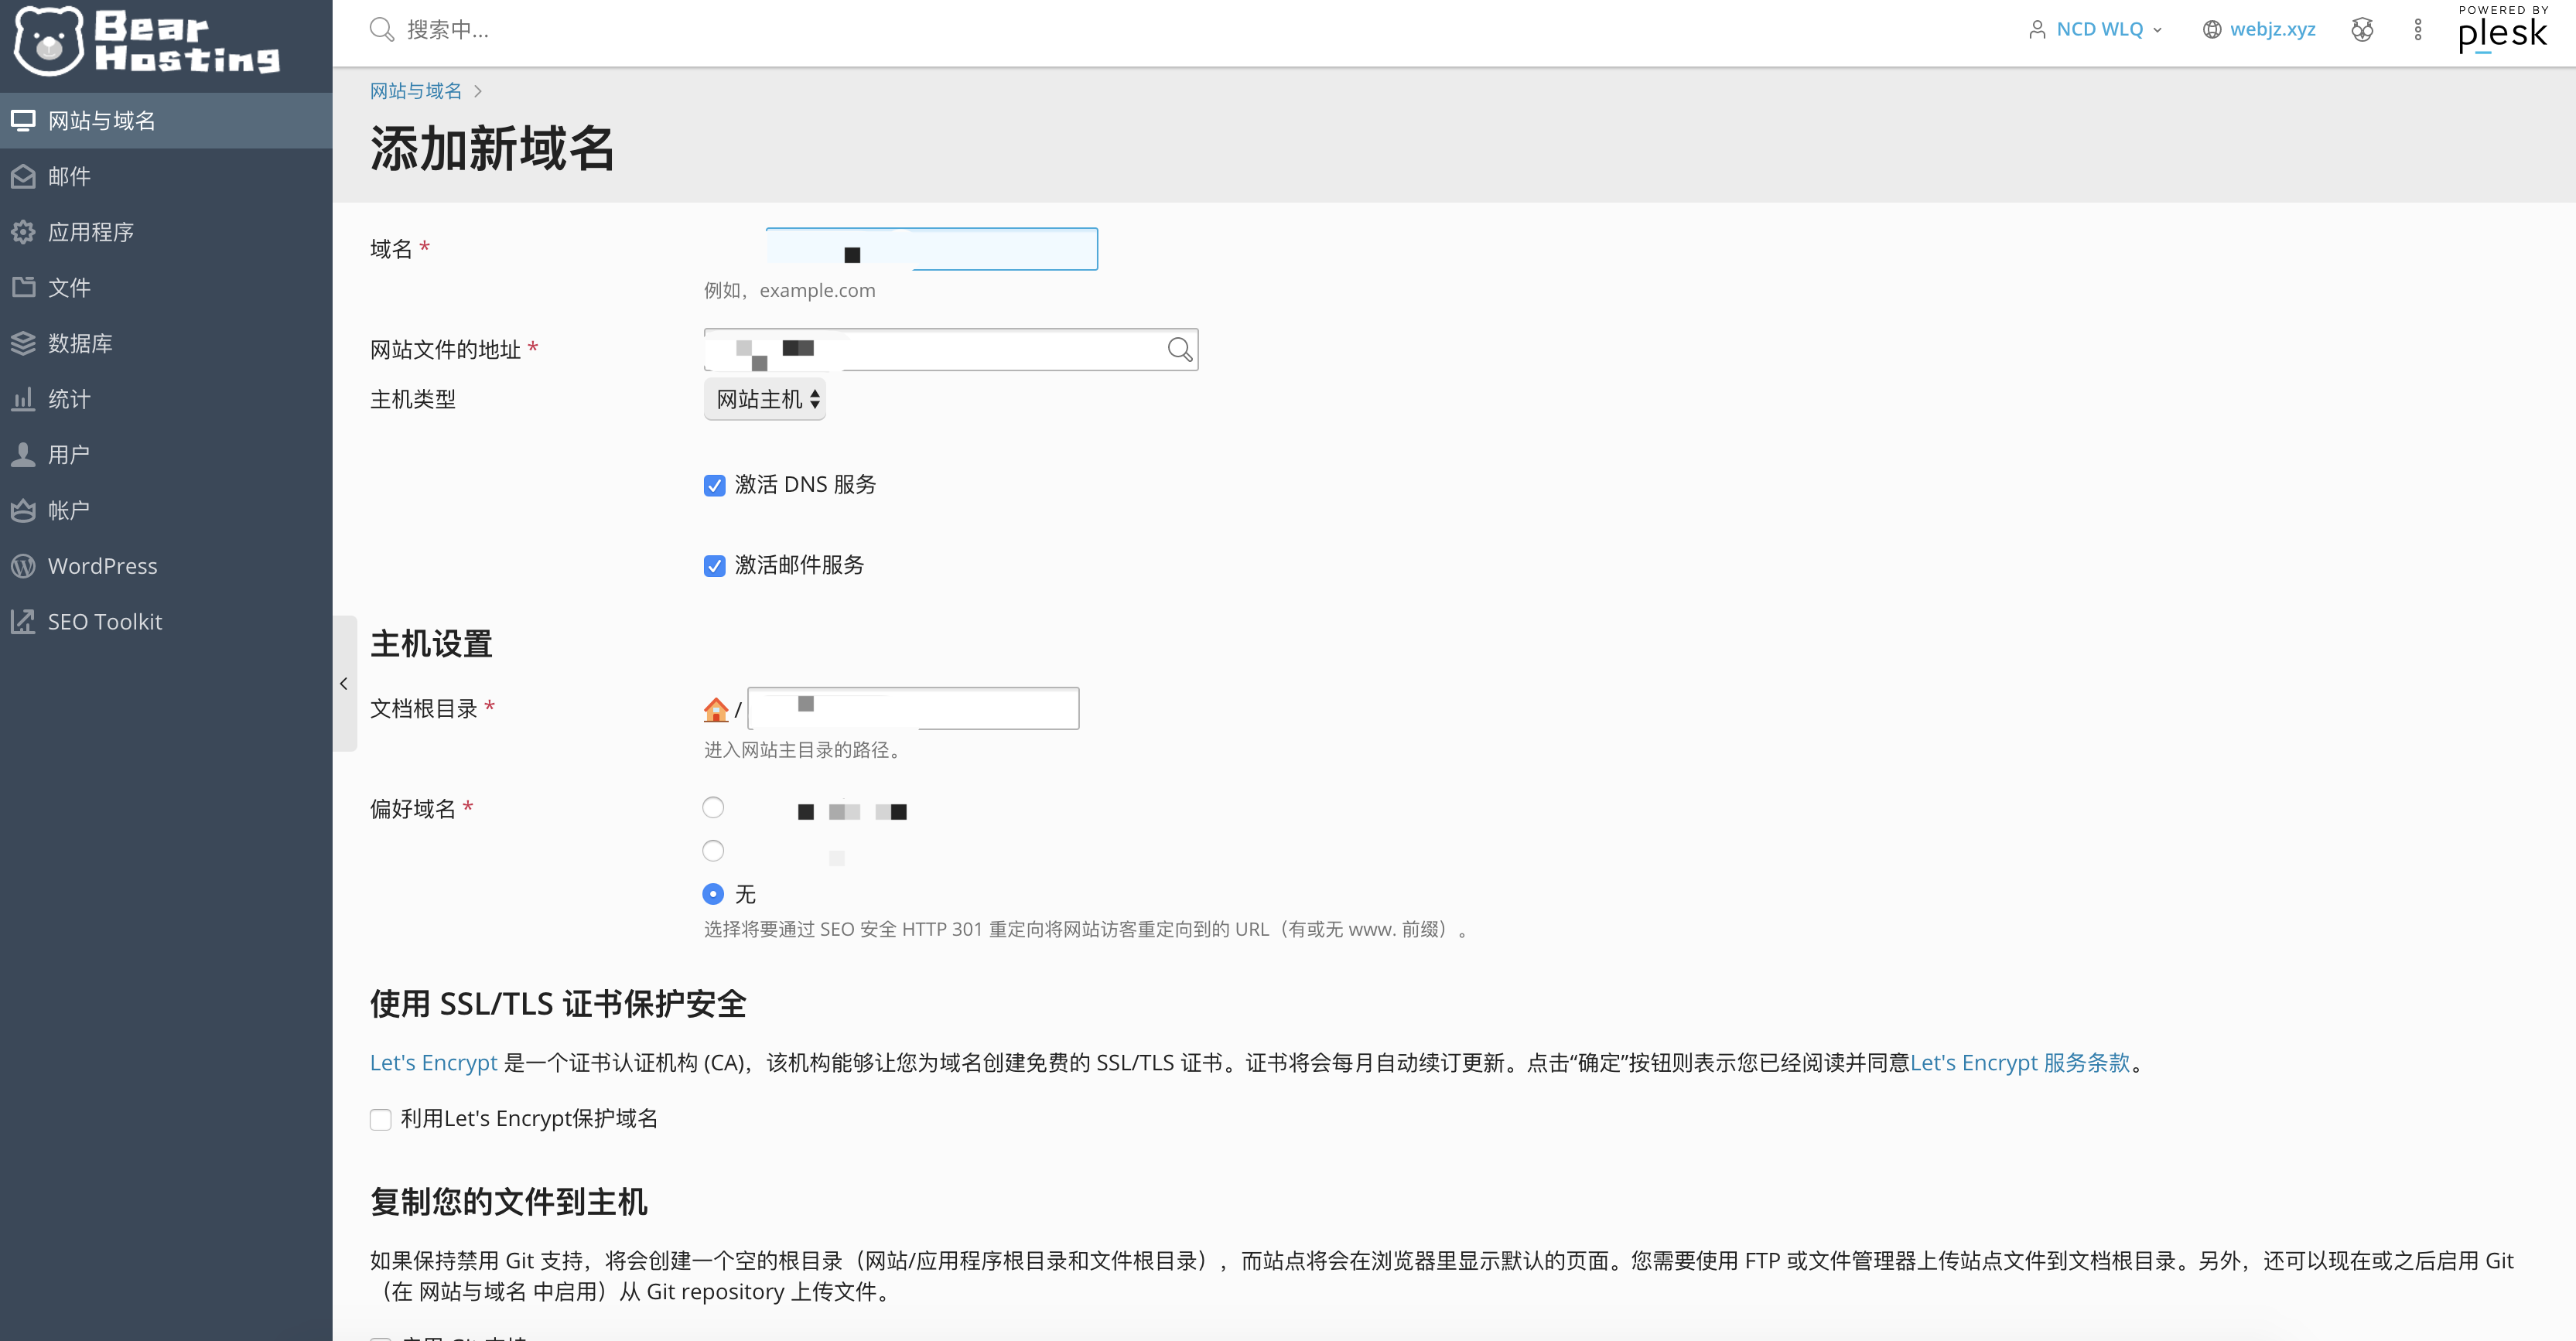 Bear Hosting
搜索中...
NCD WLQ
webjz.xyz
POWERED BY
plesk
网站与域名
邮件
应用程序
文件
数据库
统计
用户
帐户
WordPress
SEO Toolkit
网站与域名
添加新域名
域名 *
例如，example.com
网站文件的地址 *
主机类型 网站主机
激活 DNS 服务
激活邮件服务
主机设置
文档根目录 * /
进入网站主目录的路径。
偏好域名 *
无
选择将要通过 SEO 安全 HTTP 301 重定向将网站访客重定向到的 URL（有或无 www. 前缀）。
使用 SSL/TLS 证书保护安全
Let's Encrypt 是一个证书认证机构 (CA)，该机构能够让您为域名创建免费的 SSL/TLS 证书。证书将会每月自动续订更新。点击“确定”按钮则表示您已经阅读并同意Let's Encrypt 服务条款。
利用Let's Encrypt保护域名
复制您的文件到主机
如果保持禁用 Git 支持，将会创建一个空的根目录（网站/应用程序根目录和文件根目录），而站点将会在浏览器里显示默认的页面。您需要使用 FTP 或文件管理器上传站点文件到文档根目录。另外，还可以现在或之后启用 Git
（在 网站与域名 中启用）从 Git repository 上传文件。